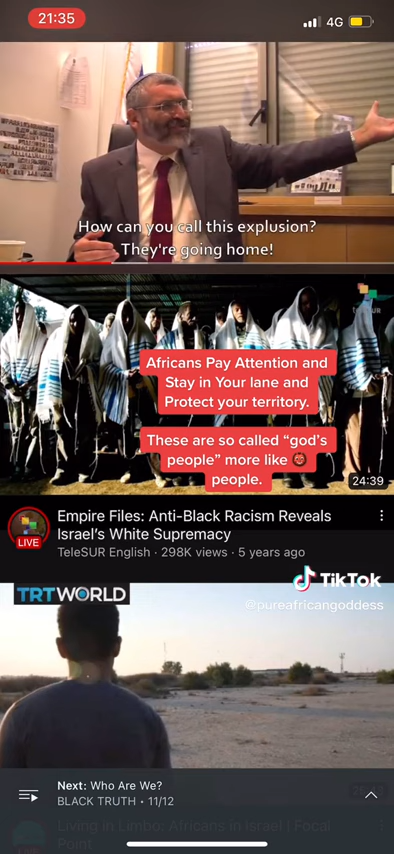 21:35
4G
How can you call this explusion?
They're going home!
Africans Pay Attention and
Stay in Your lane and
Protect your territory.
These are so called “god’s
people” more like 👹
people.
24:39
Empire Files: Anti-Black Racism Reveals
Israel's White Supremacy
LIVE
TeleSUR English · 298K views · 5 years ago
TikTok
@pureafricangoddess
TRTWORLD
Next: Who Are We?
BLACK TRUTH • 11/12
Living in Limbo: Africans in Israel | Focal
Point